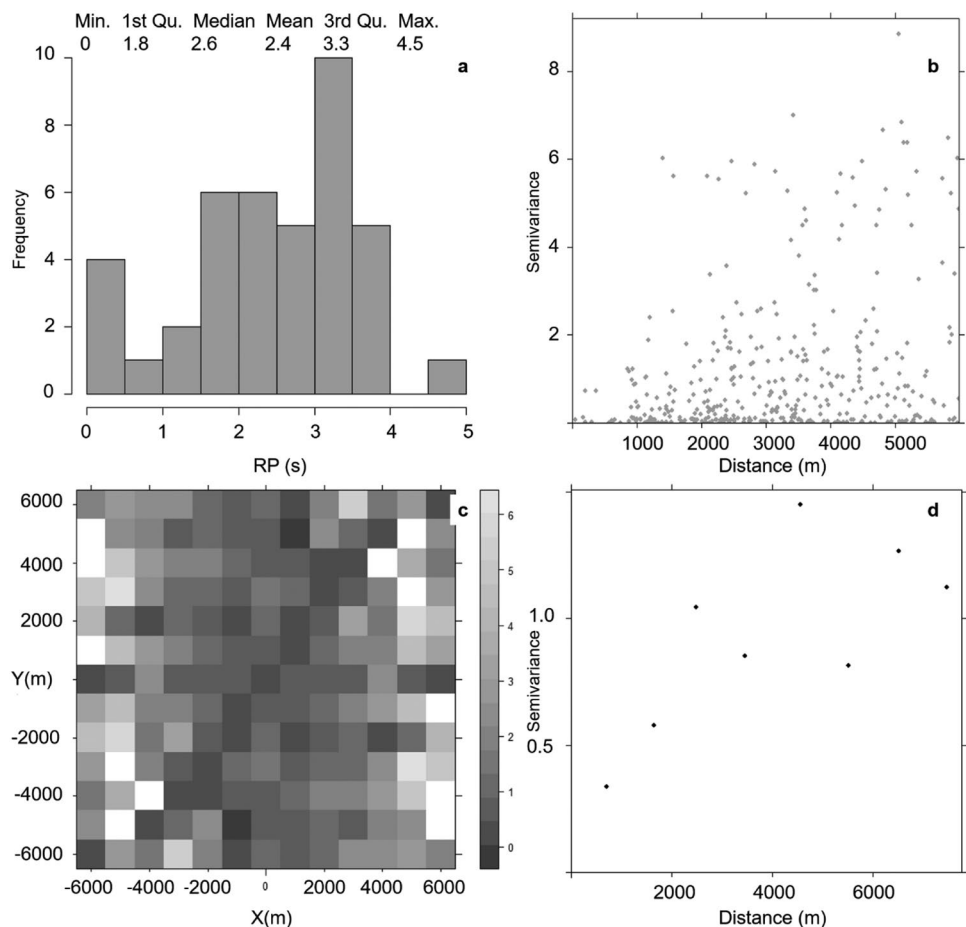 Min. 1st Qu. Median Mean 3rd Qu. Max.
0 1.8 2.6 2.4 3.3 4.5
a
10
8
6
4
2
0
Frequency
0 1 2 3 4 5
RP (s)
b
8
6
4
2
Semivariance
1000 2000 3000 4000 5000
Distance (m)
c
6000
4000
2000
Y(m)
-2000
-4000
-6000
-6000 -4000 -2000 0 2000 4000 6000
X(m)
6
5
4
3
2
1
0
d
1.0
0.5
Semivariance
2000 4000 6000
Distance (m)